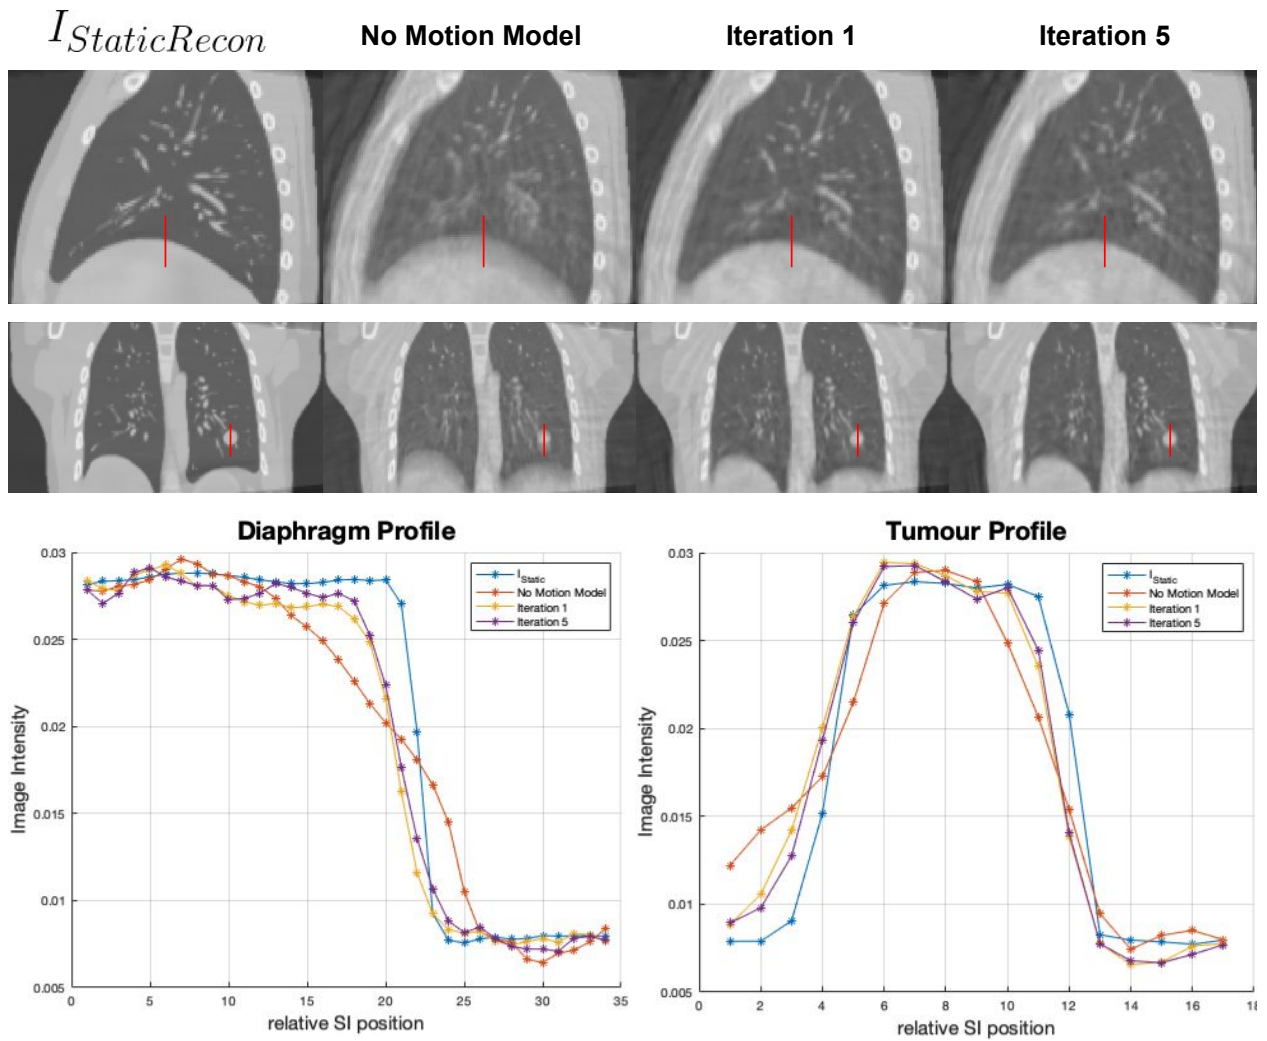 I_StaticRecon No Motion Model Iteration 1 Iteration 5
Diaphragm Profile
0.03
0.025
0.02
0.015
0.01
0.005
Image Intensity
0 5 10 15 20 25 30 35
relative SI position
I_Static
No Motion Model
Iteration 1
Iteration 5
Tumour Profile
0.03
0.025
0.02
0.015
0.01
0.005
Image Intensity
0 2 4 6 8 10 12 14 16 18
relative SI position
I_Static
No Motion Model
Iteration 1
Iteration 5